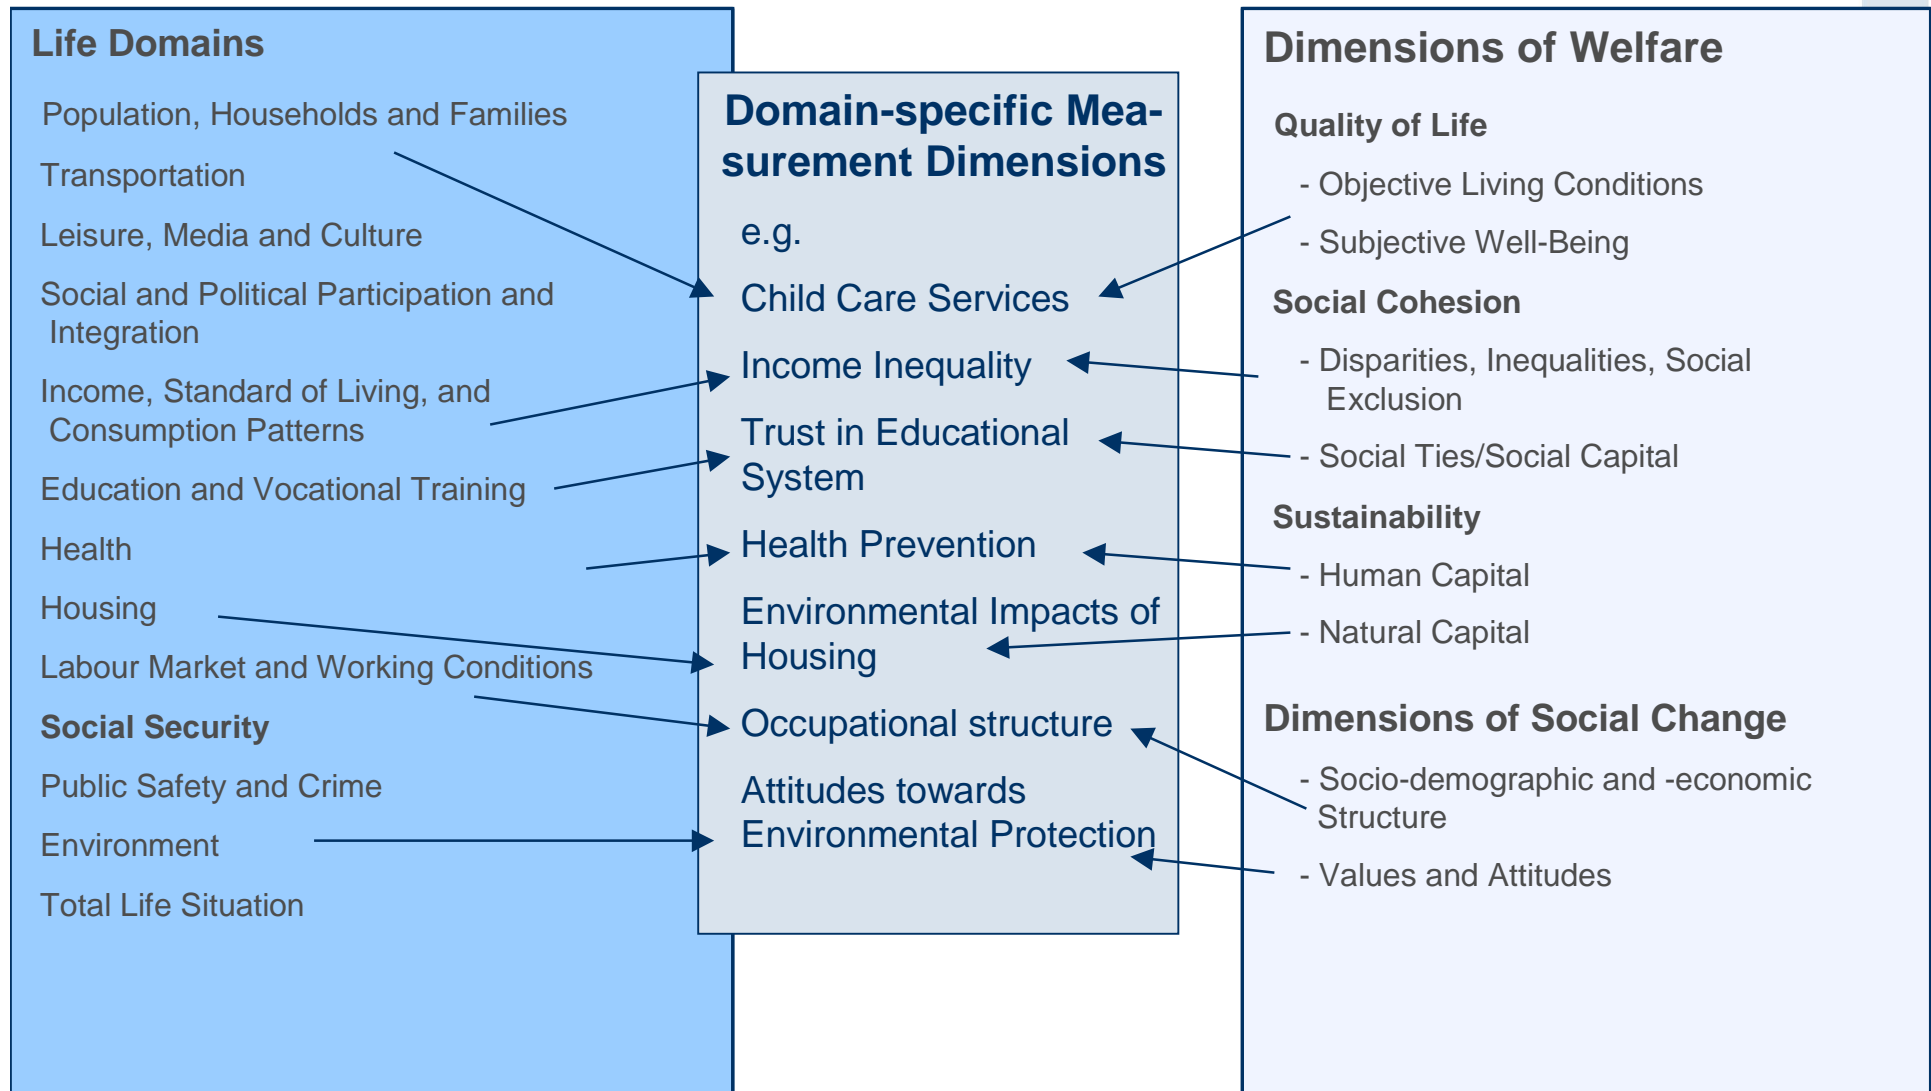 Life Domains
Population, Households and Families
Transportation
Leisure, Media and Culture
Social and Political Participation and
Integration
Income, Standard of Living, and
Consumption Patterns
Education and Vocational Training
Health
Housing
Labour Market and Working Conditions
Social Security
Public Safety and Crime
Environment
Total Life Situation
Domain-specific Mea-
surement Dimensions
e.g.
Child Care Services
Income Inequality
Trust in Educational
System
Health Prevention
Environmental Impacts of
Housing
Occupational structure
Attitudes towards
Environmental Protection
Dimensions of Welfare
Quality of Life
- Objective Living Conditions
- Subjective Well-Being
Social Cohesion
- Disparities, Inequalities, Social
Exclusion
- Social Ties/Social Capital
Sustainability
- Human Capital
- Natural Capital
Dimensions of Social Change
- Socio-demographic and -economic
Structure
- Values and Attitudes